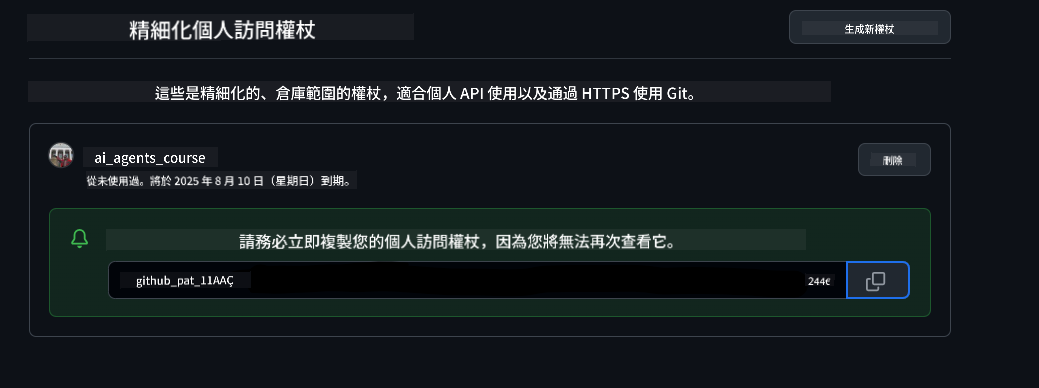 精細化個人訪問權杖
生成新權杖
這些是精細化的、倉庫範圍的權杖，適合個人 API 使用以及通過 HTTPS 使用 Git。
ai_agents_course
刪除
從未使用過。將於 2025 年 8 月 10 日（星期日）到期。
請務必立即複製您的個人訪問權杖，因為您將無法再次查看它。
github_pat_11AAÇ
244€